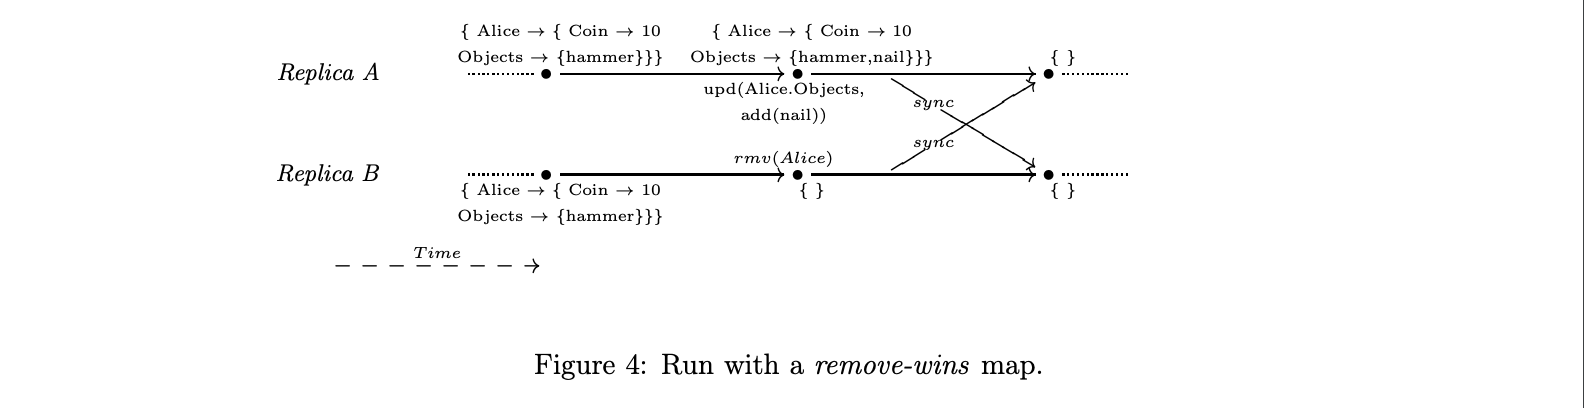 { Alice → { Coin → 10 { Alice → { Coin → 10
Objects → {hammer}}} Objects → {hammer,nail}}} { }
Replica A
upd(Alice.Objects,
add(nail))
sync
sync
rmv(Alice)
Replica B
{ Alice → { Coin → 10 { } { }
Objects → {hammer}}}
Time
Figure 4: Run with a remove-wins map.